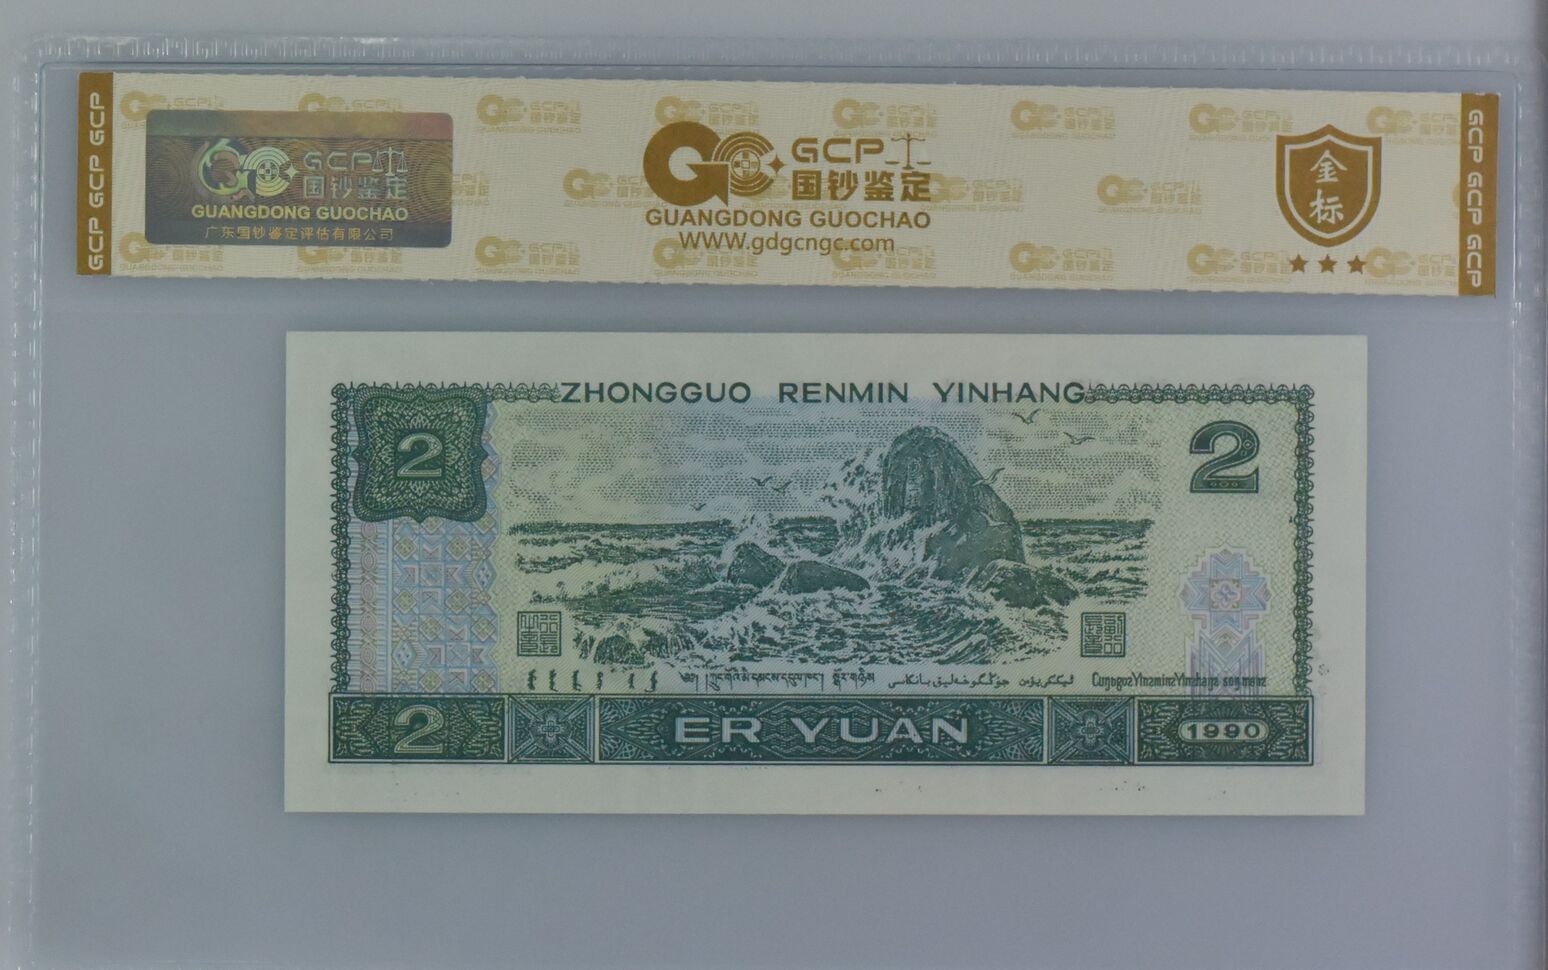 GCP GCP GCP
GCP
国钞鉴定
GUANGDONG GUOCHAO
广东国钞鉴定评估有限公司
GCP
国钞鉴定
GUANGDONG GUOCHAO
WWW.gdgcngc.com
金标
GCP GCP GCP
ZHONGGUO RENMIN YINHANG
2
2
2
ER YUAN
1990